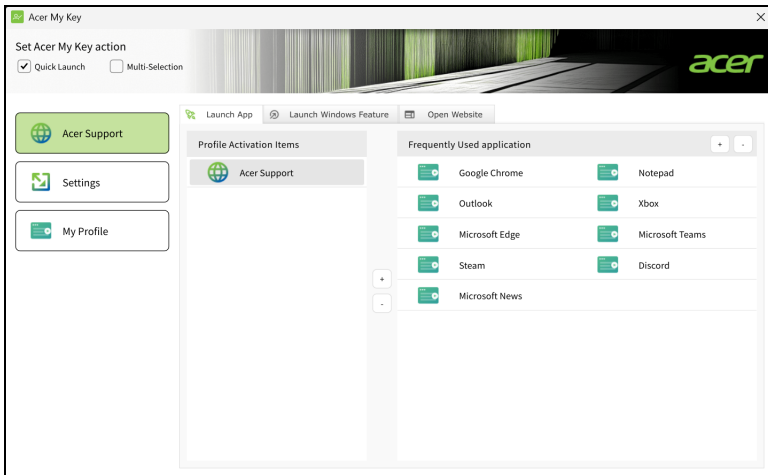 Acer My Key
Set Acer My Key action
Quick Launch Multi-Selection
acer
Launch App Launch Windows Feature Open Website
Acer Support
Settings
My Profile
Profile Activation Items
Acer Support
+
-
Frequently Used application + -
Google Chrome Notepad
Outlook Xbox
Microsoft Edge Microsoft Teams
Steam Discord
Microsoft News